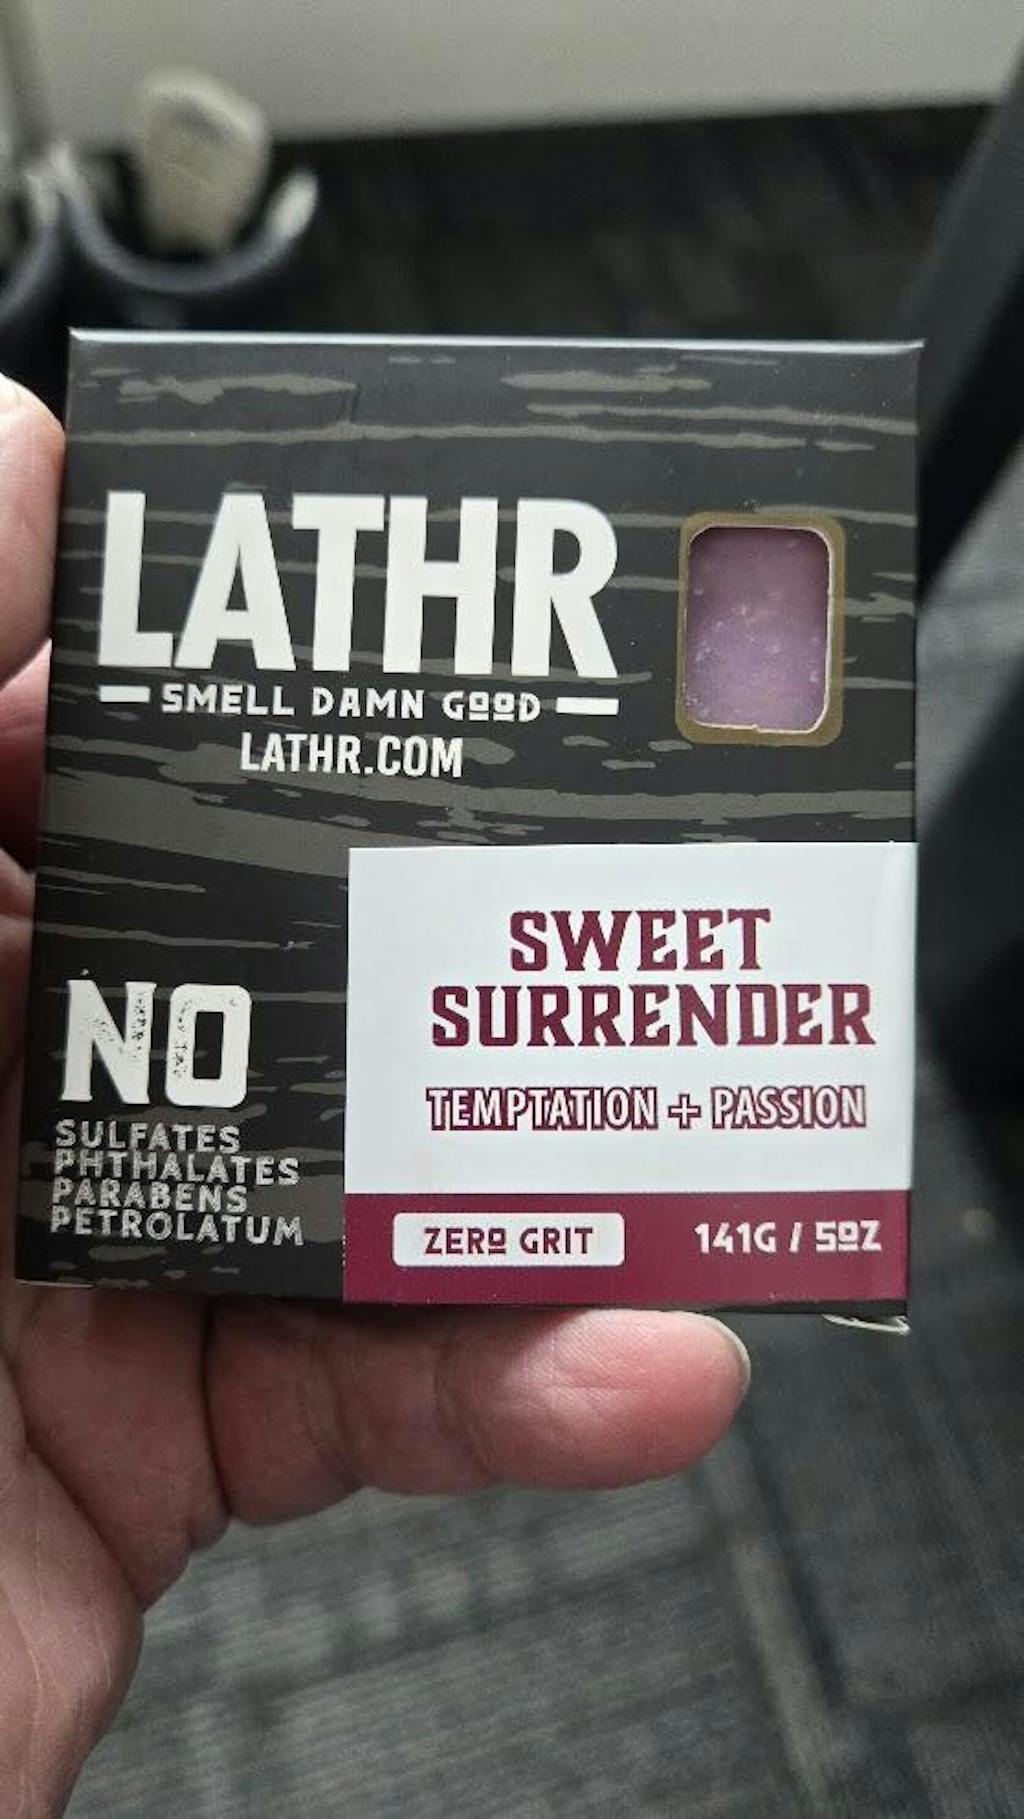 LATHR
SMELL DAMN GOOD
LATHR.COM
SWEET
SURRENDER
TEMPTATION + PASSION
NO
SULFATES
PHTHALATES
PARABENS
PETROLATUM
ZERO GRIT
141G / 5OZ